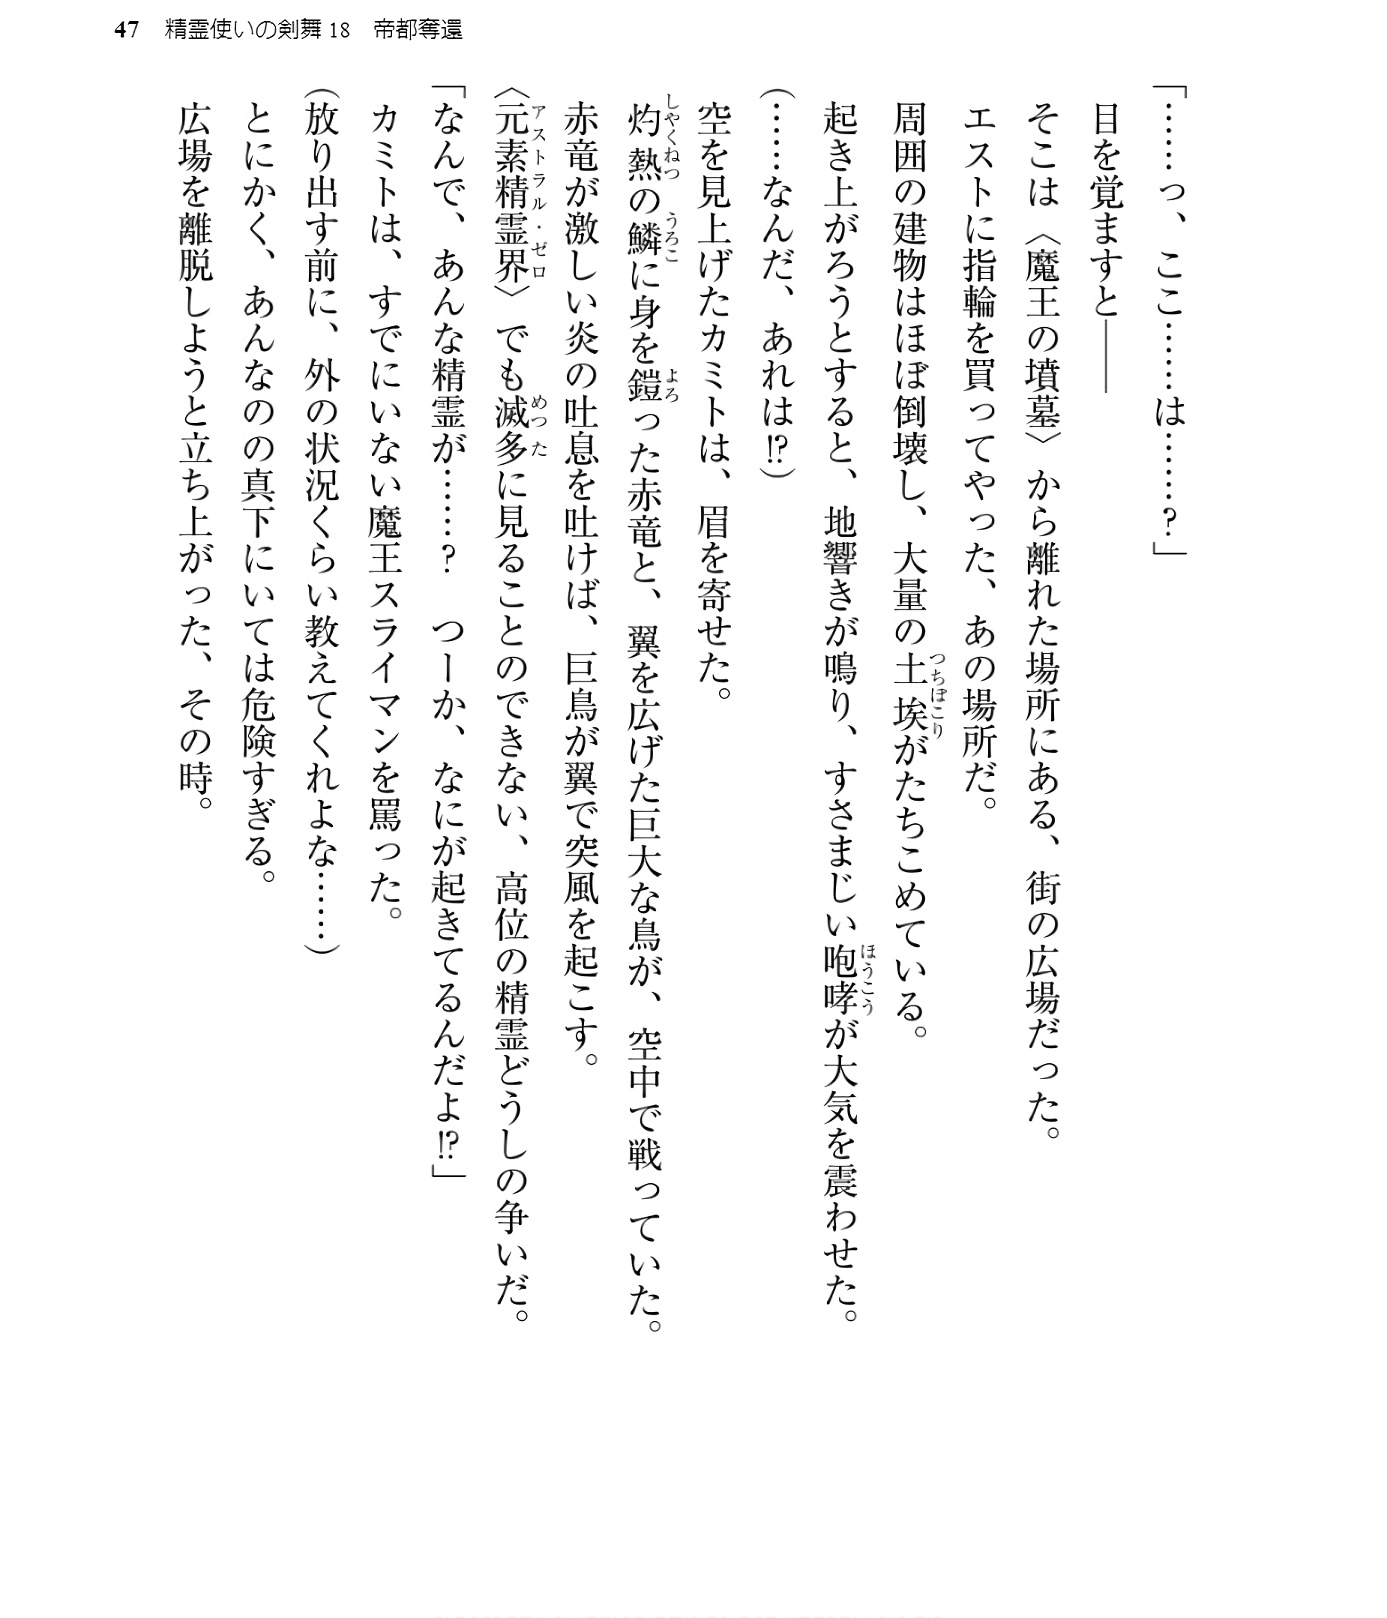 47 精霊使いの剣舞18 帝都奪還
「……っ、ここ……は……？」
目を覚ますと――
そこは〈魔王の墳墓〉から離れた場所にある、街の広場だった。
エストに指輪を買ってやった、あの場所だ。
周囲の建物はほぼ倒壊し、大量の土埃がたちこめている。
つちぼこり
起き上がろうとすると、地響きが鳴り、すさまじい咆哮が大気を震わせた。
ほうこう
（……なんだ、あれは!?）
空を見上げたカミトは、眉を寄せた。
灼熱の鱗に身を鎧った赤竜と、翼を広げた巨大な鳥が、空中で戦っていた。
しやくねつ うろこ よろ
赤竜が激しい炎の吐息を吐けば、巨鳥が翼で突風を起こす。
〈元素精霊界〉でも滅多に見ることのできない、高位の精霊どうしの争いだ。
アストラル・ゼロ めつた
「なんで、あんな精霊が……？　つーか、なにが起きてるんだよ!?」
カミトは、すでにいない魔王スライマンを罵った。
（放り出す前に、外の状況くらい教えてくれよな……）
とにかく、あんなのの真下にいては危険すぎる。
広場を離脱しようと立ち上がった、その時。